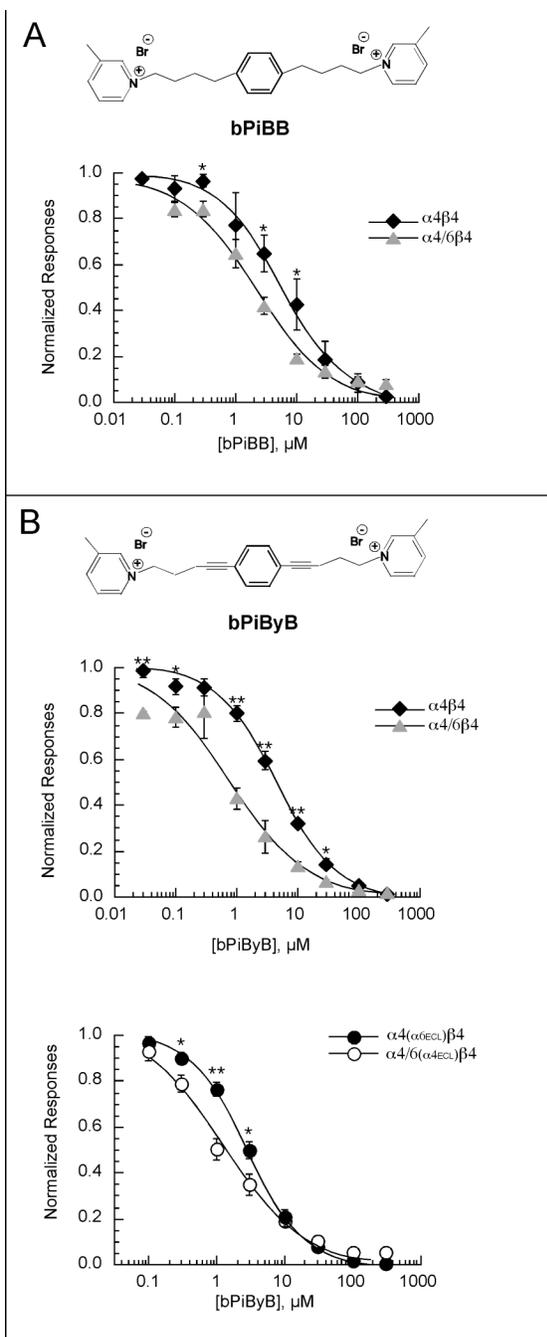 A
Br ⊖ Br ⊖
N ⊕ N ⊕
bPiBB
Normalized Responses
1.0
0.8
0.6
0.4
0.2
0.0
* * *
α4β4
α4/6β4
0.01 0.1 1 10 100 1000
[bPiBB], µM
B
Br ⊖ Br ⊖
N ⊕ N ⊕
bPiByB
Normalized Responses
1.0
0.8
0.6
0.4
0.2
0.0
** * ** ** ** *
α4β4
α4/6β4
0.01 0.1 1 10 100 1000
[bPiByB], µM
Normalized Responses
1.0
0.8
0.6
0.4
0.2
0.0
* ** *
α4(α6ECL)β4
α4/6(α4ECL)β4
0.1 1 10 100 1000
[bPiByB], µM